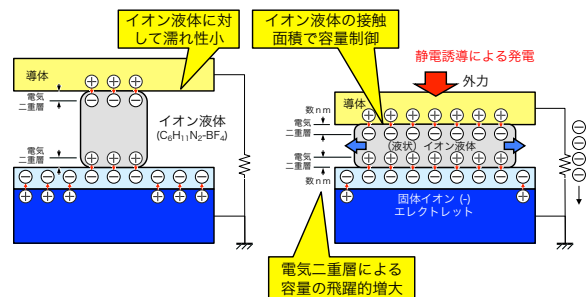 イオン液体に対
して濡れ性小
導体
電気
二重層
イオン液体
(C₆H₁₁N₂-BF₄)
電気
二重層
イオン液体の接触
面積で容量制御
静電誘導による発電
外力
数nm
導体
電気
二重層
（液状）イオン液体
電気
二重層
数nm
固体イオン (-)
エレクトレット
電気二重層による
容量の飛躍的増大